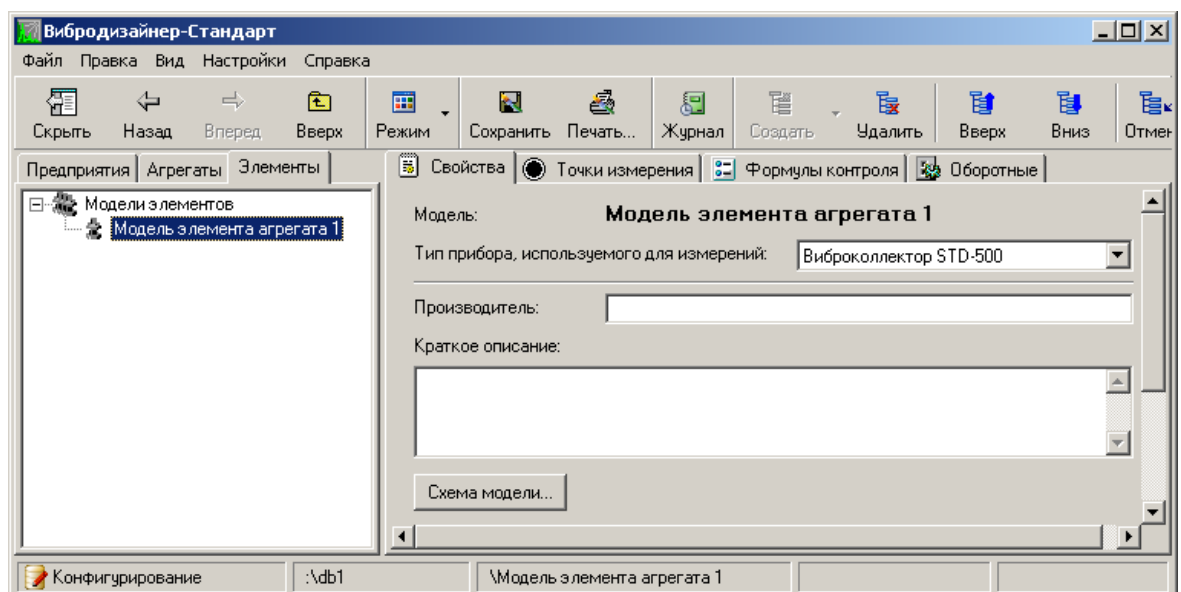 Вибродизайнер-Стандарт
Файл Правка Вид Настройки Справка
Скрыть Назад Вперед Вверх Режим Сохранить Печать... Журнал Создать Удалить Вверх Вниз Отмен
Предприятия Агрегаты Элементы Свойства Точки измерения Формулы контроля Оборотные
Модели элементов
Модель элемента агрегата 1
Модель: Модель элемента агрегата 1
Тип прибора, используемого для измерений: Виброколлектор STD-500
Производитель:
Краткое описание:
Схема модели...
Конфигурирование :\db1 \Модель элемента агрегата 1